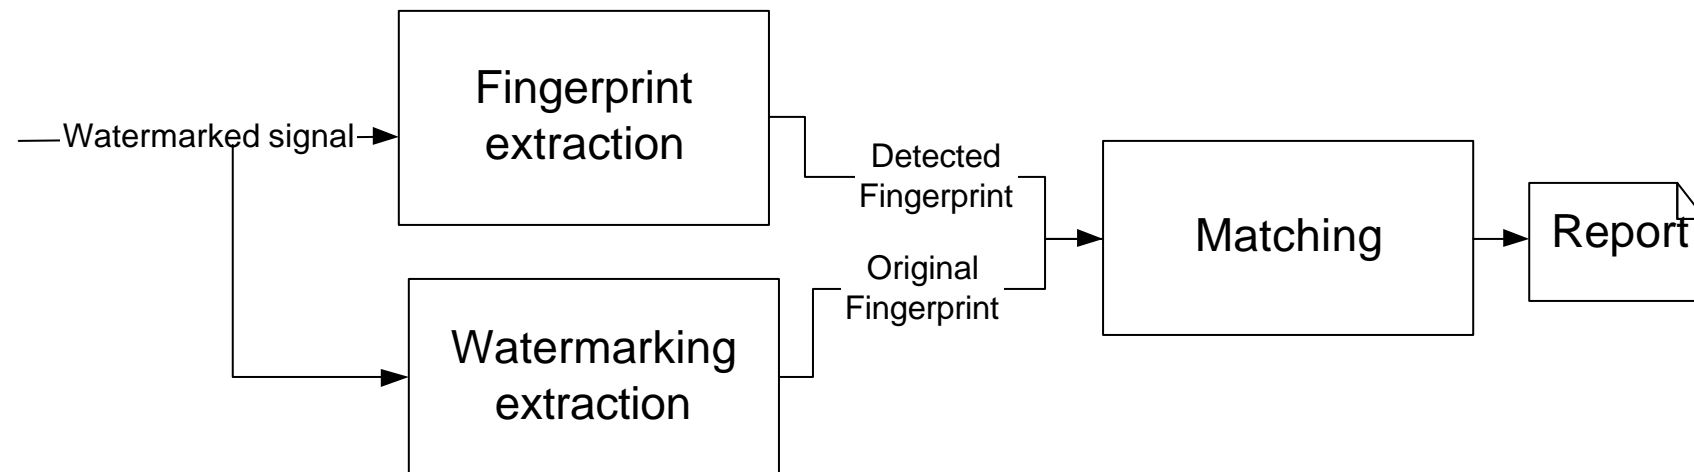 Watermarked signal
Fingerprint
extraction
Detected
Fingerprint
Original
Fingerprint
Watermarking
extraction
Matching
Report